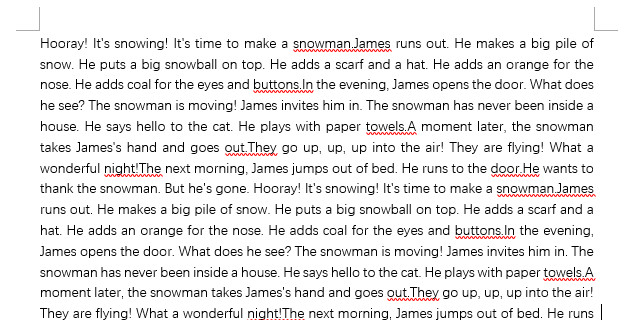 Hooray! It's snowing! It's time to make a snowman.James runs out. He makes a big pile of
snow. He puts a big snowball on top. He adds a scarf and a hat. He adds an orange for the
nose. He adds coal for the eyes and buttons.In the evening, James opens the door. What does
he see? The snowman is moving! James invites him in. The snowman has never been inside a
house. He says hello to the cat. He plays with paper towels.A moment later, the snowman
takes James's hand and goes out.They go up, up, up into the air! They are flying! What a
wonderful night!The next morning, James jumps out of bed. He runs to the door.He wants to
thank the snowman. But he's gone. Hooray! It's snowing! It's time to make a snowman.James
runs out. He makes a big pile of snow. He puts a big snowball on top. He adds a scarf and a
hat. He adds an orange for the nose. He adds coal for the eyes and buttons.In the evening,
James opens the door. What does he see? The snowman is moving! James invites him in. The
snowman has never been inside a house. He says hello to the cat. He plays with paper towels.A
moment later, the snowman takes James's hand and goes out.They go up, up, up into the air!
They are flying! What a wonderful night!The next morning, James jumps out of bed. He runs